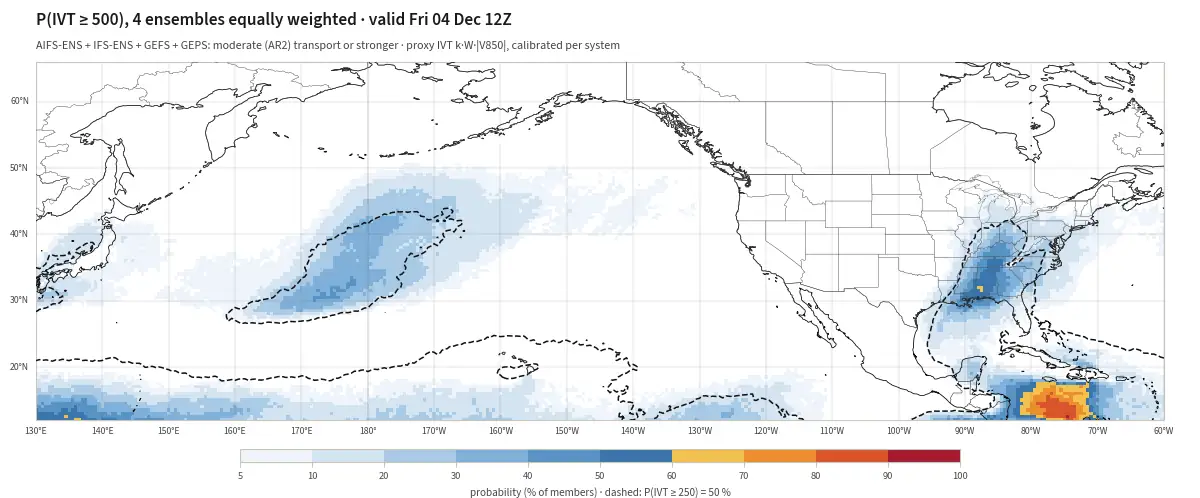 P(IVT ≥ 500), 4 ensembles equally weighted · valid Fri 04 Dec 12Z
AIFS-ENS + IFS-ENS + GEFS + GEPS: moderate (AR2) transport or stronger · proxy IVT k·W·|V850|, calibrated per system
60°N
50°N
40°N
30°N
20°N
130°E 140°E 150°E 160°E 170°E 180° 170°W 160°W 150°W 140°W 130°W 120°W 110°W 100°W 90°W 80°W 70°W 60°W
5 10 20 30 40 50 60 70 80 90 100
probability (% of members) · dashed: P(IVT ≥ 250) = 50 %